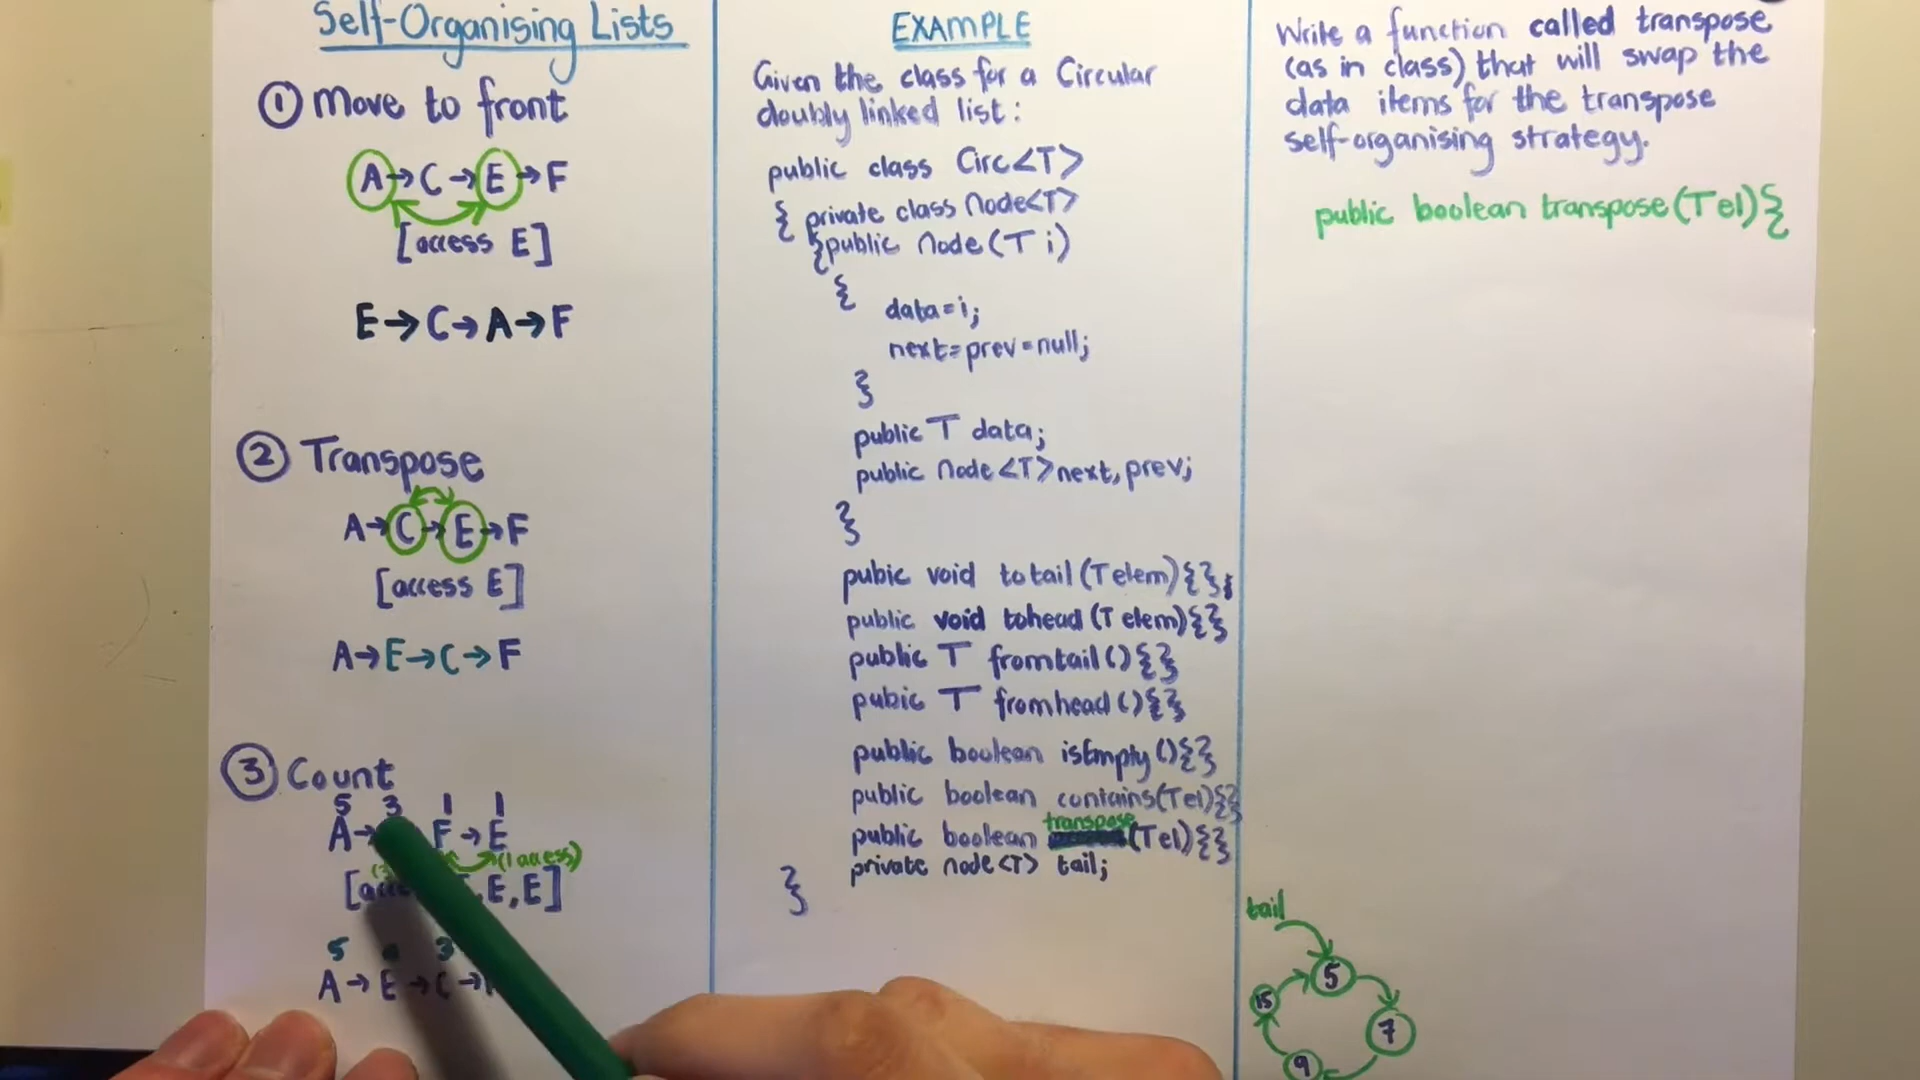 Self-Organising Lists
① Move to front
A→C→E→F
[access E]
E→C→A→F
② Transpose
A→C→E→F
[access E]
A→E→C→F
③ Count
5 3 1 1
A→ F→E
(1 access)
E,E]
5 3
A→E→C→
EXAMPLE
Given the class for a Circular
doubly linked list:
public class Circ<T>
{ private class Node<T>
{public Node(T i)
{
data=i;
next=prev=null;
}
public T data;
public Node<T>next,prev;
}
pubic void totail(T elem){};
public void tohead(T elem){}
public T fromtail(){}
pubic T fromhead(){}
public boolean isEmpty(){}
public boolean contains(T el){}
public boolean transpose(T el){}
private node<T> tail;
}
Write a function called transpose
(as in class) that will swap the
data items for the transpose
self-organising strategy.
public boolean transpose(T el){
tail
5
15
7
9